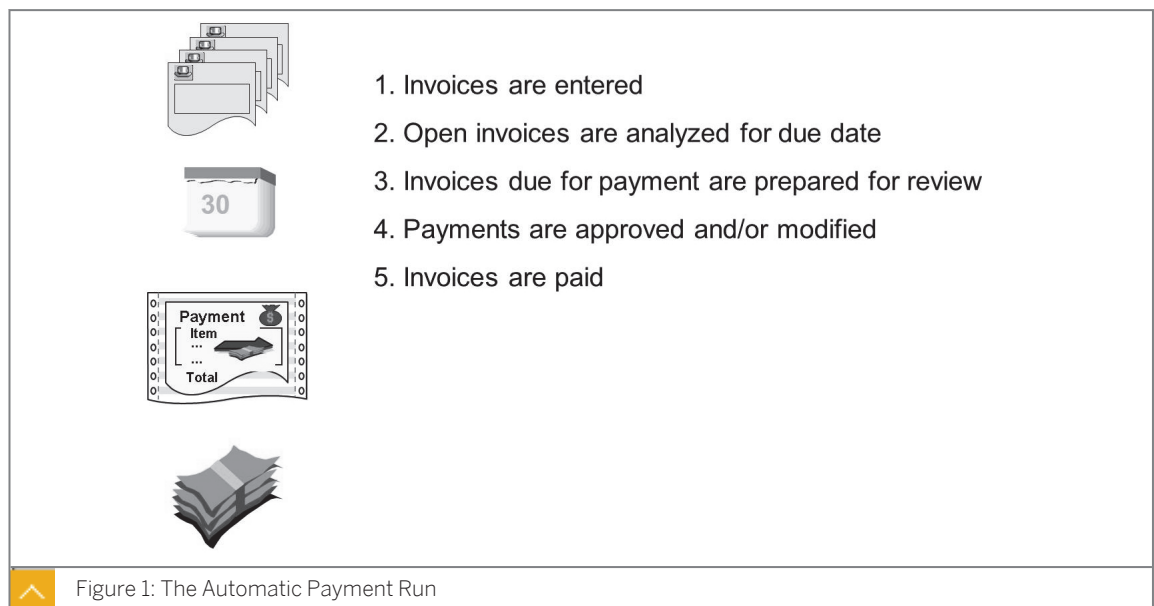 1. Invoices are entered
2. Open invoices are analyzed for due date
30
3. Invoices due for payment are prepared for review
4. Payments are approved and/or modified
5. Invoices are paid
Payment $
Item
...
...
Total
Figure 1: The Automatic Payment Run